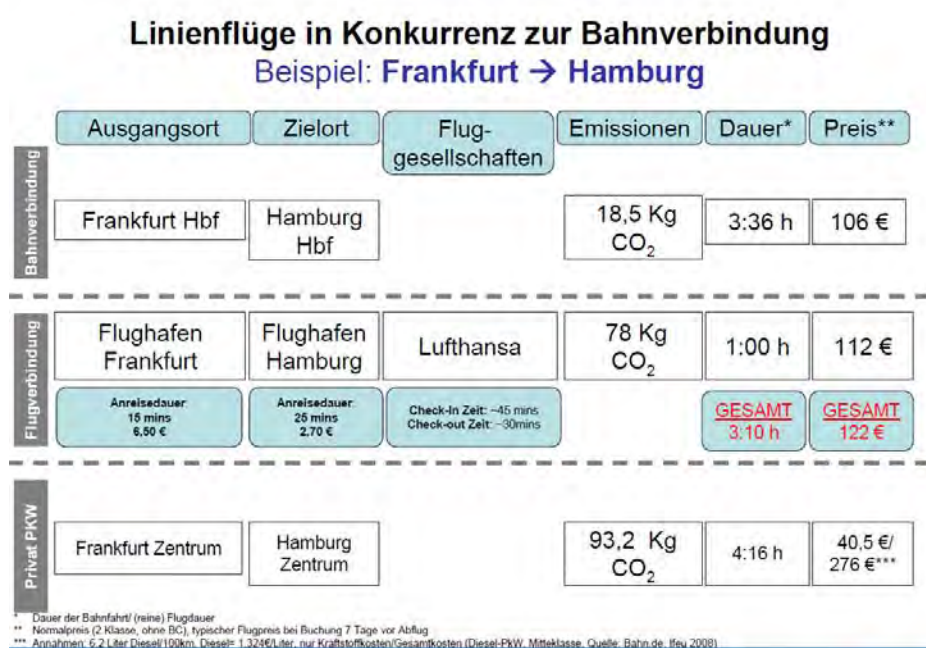 Linienflüge in Konkurrenz zur Bahnverbindung
Beispiel: Frankfurt → Hamburg
Ausgangsort
Zielort
Flug-
gesellschaften
Emissionen
Dauer*
Preis**
Bahnverbindung
Frankfurt Hbf
Hamburg
Hbf
18,5 Kg
CO₂
3:36 h
106 €
Flugverbindung
Flughafen
Frankfurt
Flughafen
Hamburg
Lufthansa
78 Kg
CO₂
1:00 h
112 €
Anreisedauer
15 mins
6,50 €
Anreisedauer
25 mins
2,70 €
Check-In Zeit: ~45 mins
Check-out Zeit: ~30mins
GESAMT
3:10 h
GESAMT
122 €
Privat PKW
Frankfurt Zentrum
Hamburg
Zentrum
93,2 Kg
CO₂
4:16 h
40,5 €/
276 €***
* Dauer der Bahnfahrt/ (reine) Flugdauer
** Normalpreis (2 Klasse, ohne BC), typischer Flugpreis bei Buchung 7 Tage vor Abflug
*** Annahmen: 6,2 Liter Diesel/100km, Diesel= 1,324€/Liter, nur Kraftstoffkosten/Gesamtkosten (Diesel-PkW, Mitteklasse, Quelle: Bahn.de, Ifeu 2008)